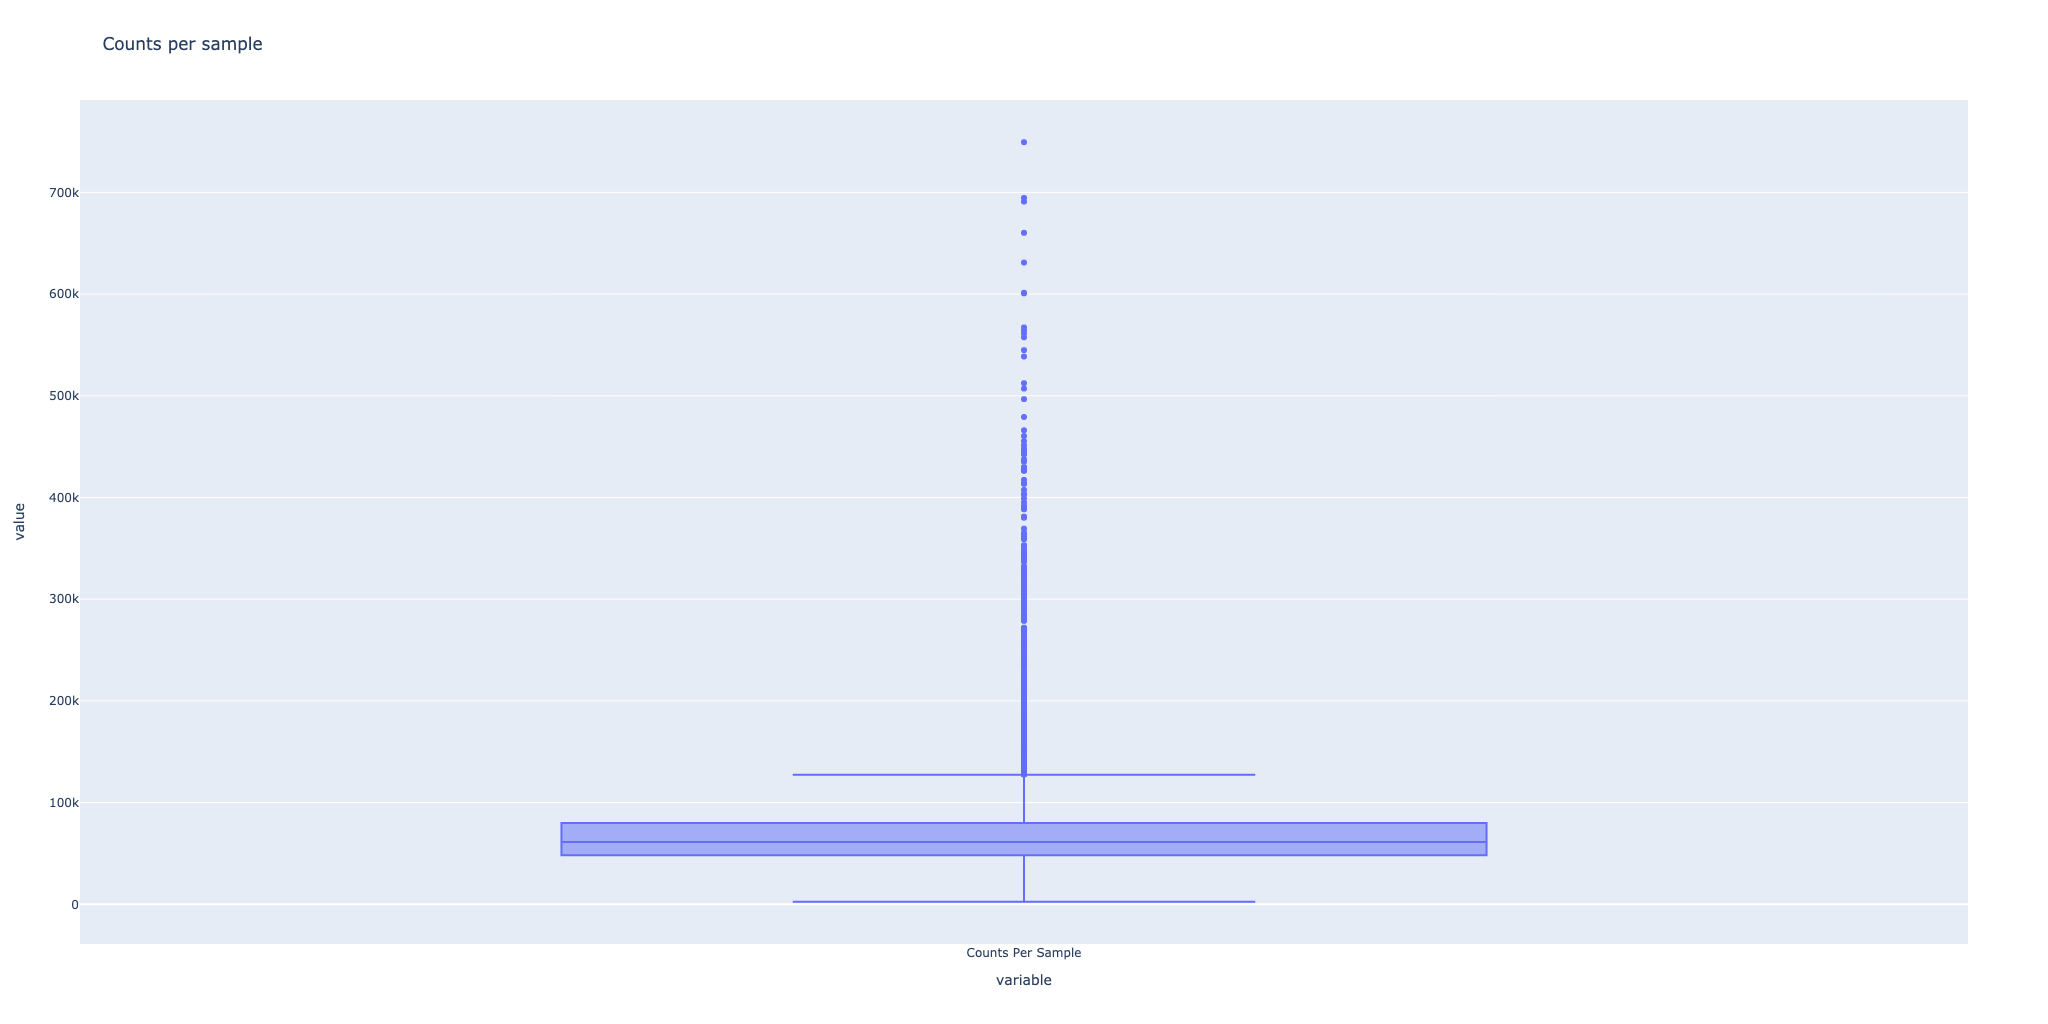 Counts per sample
700k
600k
500k
400k
300k
200k
100k
0
value
Counts Per Sample
variable